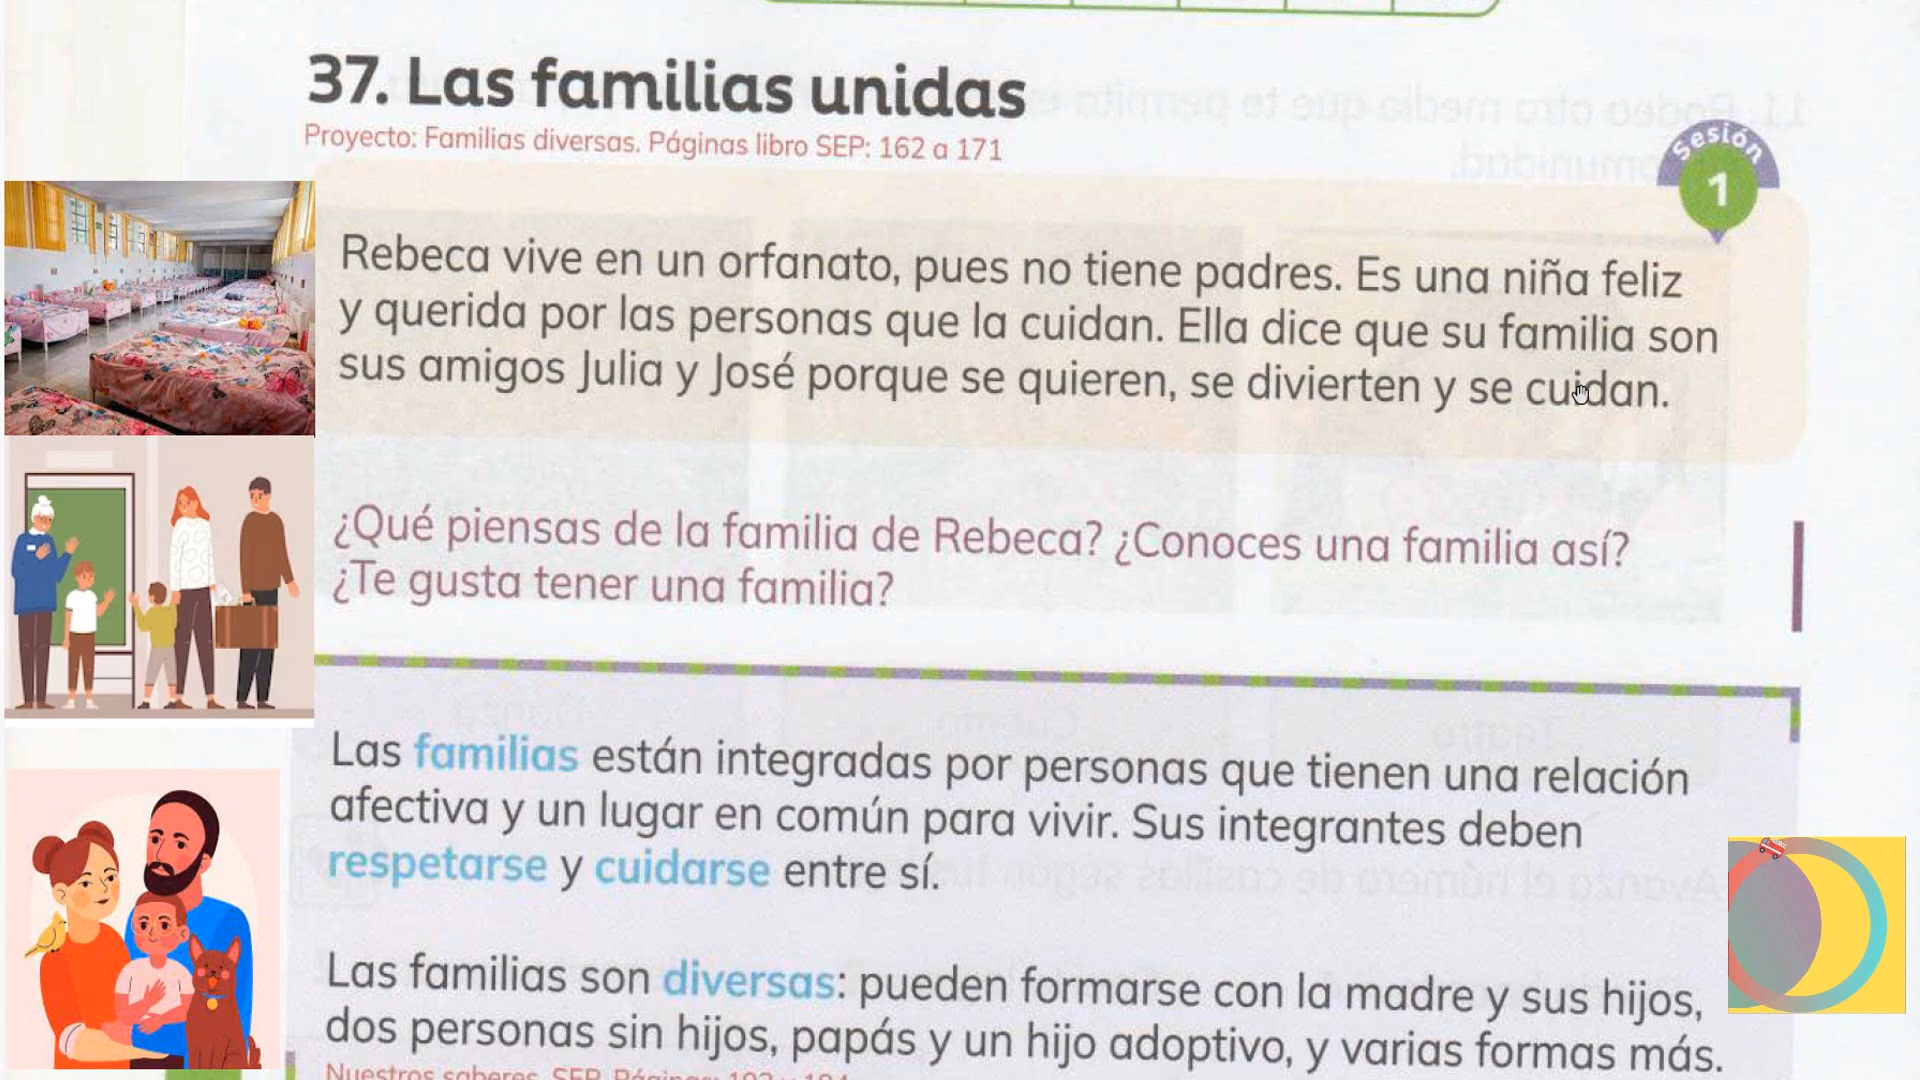 37. Las familias unidas
Proyecto: Familias diversas. Páginas libro SEP: 162 a 171
Sesión
1
Rebeca vive en un orfanato, pues no tiene padres. Es una niña feliz
y querida por las personas que la cuidan. Ella dice que su familia son
sus amigos Julia y José porque se quieren, se divierten y se cuidan.
¿Qué piensas de la familia de Rebeca? ¿Conoces una familia así?
¿Te gusta tener una familia?
Las familias están integradas por personas que tienen una relación
afectiva y un lugar en común para vivir. Sus integrantes deben
respetarse y cuidarse entre sí.
Las familias son diversas: pueden formarse con la madre y sus hijos,
dos personas sin hijos, papás y un hijo adoptivo, y varias formas más.
Nuestros saberes. SEP. Páginas: